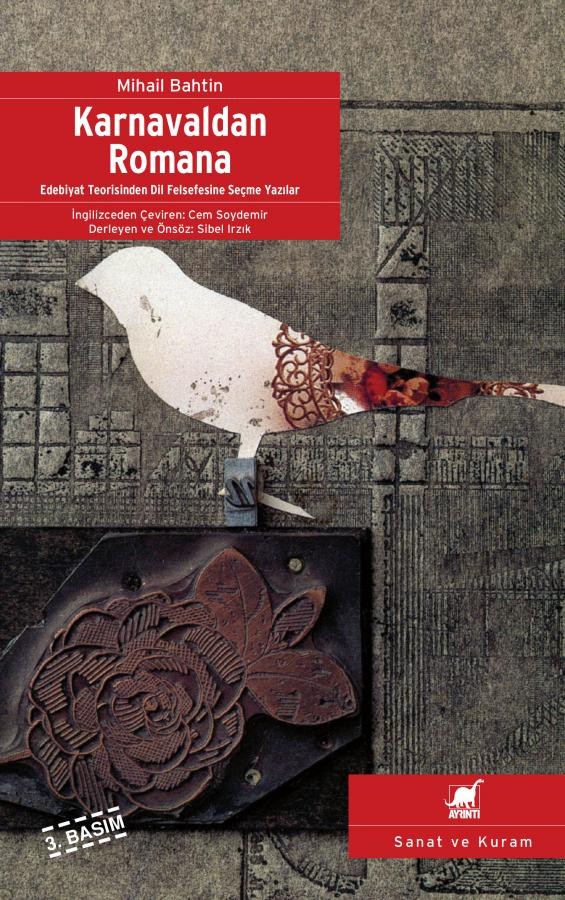 Mihail Bahtin
Karnavaldan
Romana
Edebiyat Teorisinden Dil Felsefesine Seçme Yazılar
İngilizceden Çeviren: Cem Soydemir
Derleyen ve Önsöz: Sibel Irzık
3. BASIM
AYRINTI
Sanat ve Kuram